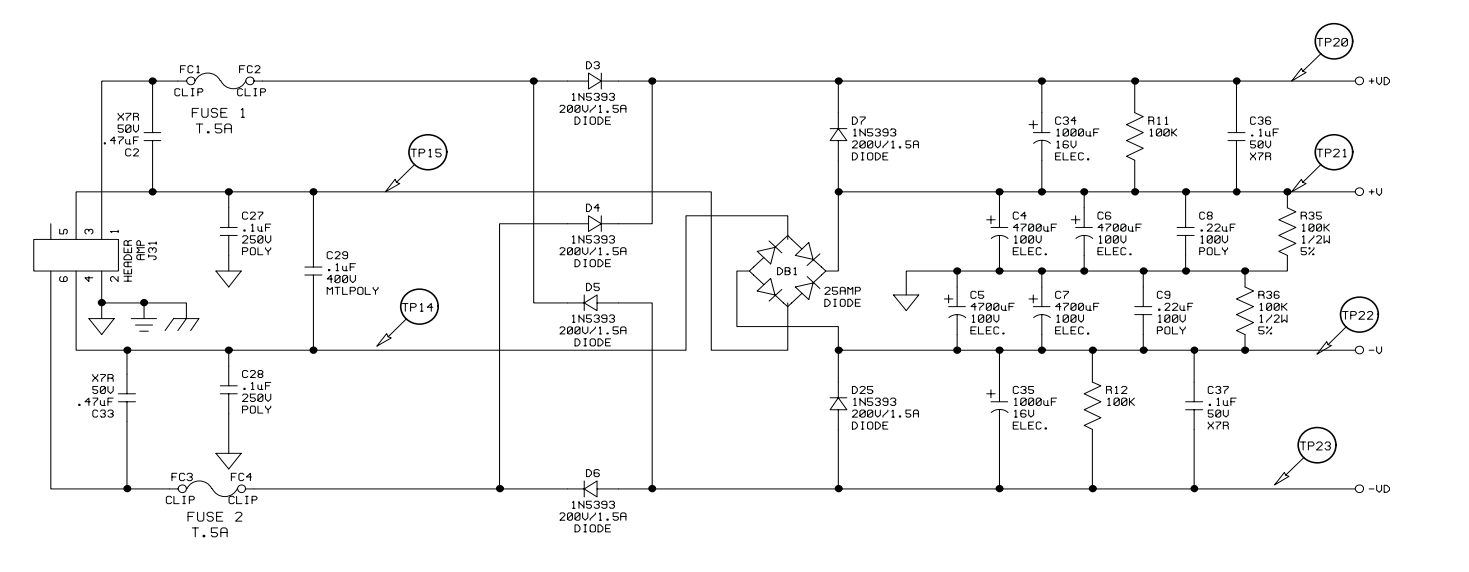 FC1
CLIP
FC2
CLIP
FUSE 1
T.5A
X7R
50V
.47uF
C2
TP15
D3
1N5393
200V/1.5A
DIODE
D7
1N5393
200V/1.5A
DIODE
C34
1000uF
16V
ELEC.
R11
100K
C36
.1uF
50V
X7R
TP20
+VD
TP21
+V
5
3
1
6
4
2
HEADER
AMP
J31
C27
.1uF
250V
POLY
C29
.1uF
400V
MTLPOLY
D4
1N5393
200V/1.5A
DIODE
D5
1N5393
200V/1.5A
DIODE
DB1
25AMP
DIODE
C4
4700uF
100V
ELEC.
C6
4700uF
100V
ELEC.
C8
.22uF
100V
POLY
R35
100K
1/2W
5%
C5
4700uF
100V
ELEC.
C7
4700uF
100V
ELEC.
C9
.22uF
100V
POLY
R36
100K
1/2W
5%
TP14
TP22
-V
X7R
50V
.47uF
C33
C28
.1uF
250V
POLY
D25
1N5393
200V/1.5A
DIODE
C35
1000uF
16V
ELEC.
R12
100K
C37
.1uF
50V
X7R
TP23
-VD
FC3
CLIP
FC4
CLIP
FUSE 2
T.5A
D6
1N5393
200V/1.5A
DIODE